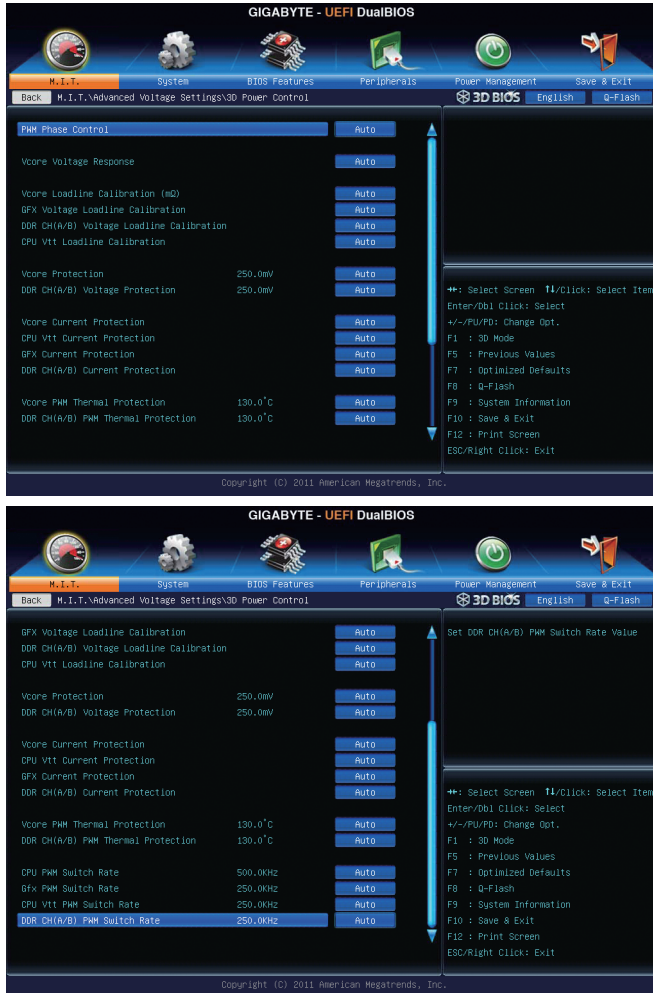 GIGABYTE - UEFI DualBIOS
M.I.T. System BIOS Features Peripherals Power Management Save & Exit
Back M.I.T.\Advanced Voltage Settings\3D Power Control 3D BIOS English Q-Flash
PWM Phase Control Auto
Vcore Voltage Response Auto
Vcore Loadline Calibration (mΩ) Auto
GFX Voltage Loadline Calibration Auto
DDR CH(A/B) Voltage Loadline Calibration Auto
CPU Vtt Loadline Calibration Auto
Vcore Protection 250.0mV Auto
DDR CH(A/B) Voltage Protection 250.0mV Auto
Vcore Current Protection Auto
CPU Vtt Current Protection Auto
GFX Current Protection Auto
DDR CH(A/B) Current Protection Auto
Vcore PWM Thermal Protection 130.0°C Auto
DDR CH(A/B) PWM Thermal Protection 130.0°C Auto
→←: Select Screen ↑↓/Click: Select Item
Enter/Dbl Click: Select
+/-/PU/PD: Change Opt.
F1 : 3D Mode
F5 : Previous Values
F7 : Optimized Defaults
F8 : Q-Flash
F9 : System Information
F10 : Save & Exit
F12 : Print Screen
ESC/Right Click: Exit
Copyright (C) 2011 American Megatrends, Inc.
GIGABYTE - UEFI DualBIOS
M.I.T. System BIOS Features Peripherals Power Management Save & Exit
Back M.I.T.\Advanced Voltage Settings\3D Power Control 3D BIOS English Q-Flash
GFX Voltage Loadline Calibration Auto
DDR CH(A/B) Voltage Loadline Calibration Auto
CPU Vtt Loadline Calibration Auto
Vcore Protection 250.0mV Auto
DDR CH(A/B) Voltage Protection 250.0mV Auto
Vcore Current Protection Auto
CPU Vtt Current Protection Auto
GFX Current Protection Auto
DDR CH(A/B) Current Protection Auto
Vcore PWM Thermal Protection 130.0°C Auto
DDR CH(A/B) PWM Thermal Protection 130.0°C Auto
CPU PWM Switch Rate 500.0KHz Auto
Gfx PWM Switch Rate 250.0KHz Auto
CPU Vtt PWM Switch Rate 250.0KHz Auto
DDR CH(A/B) PWM Switch Rate 250.0KHz Auto
Set DDR CH(A/B) PWM Switch Rate Value
→←: Select Screen ↑↓/Click: Select Item
Enter/Dbl Click: Select
+/-/PU/PD: Change Opt.
F1 : 3D Mode
F5 : Previous Values
F7 : Optimized Defaults
F8 : Q-Flash
F9 : System Information
F10 : Save & Exit
F12 : Print Screen
ESC/Right Click: Exit
Copyright (C) 2011 American Megatrends, Inc.